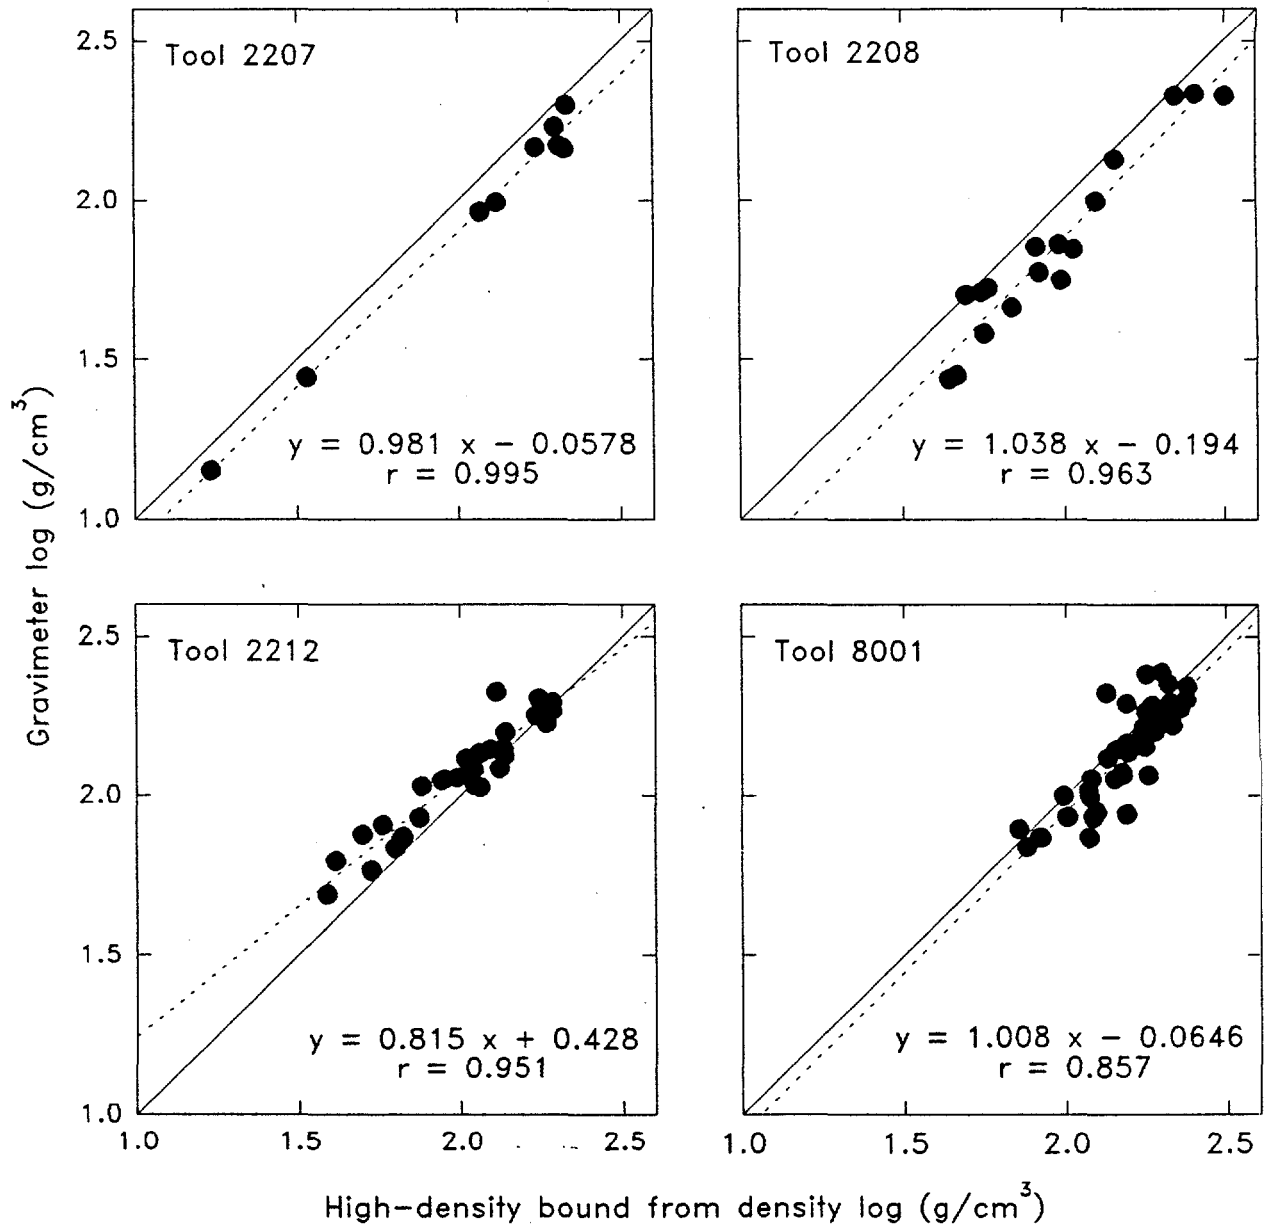 Tool 2207
2.5
2.0
1.5
1.0
y = 0.981 x − 0.0578
r = 0.995
Tool 2208
y = 1.038 x − 0.194
r = 0.963
Gravimeter log (g/cm³)
Tool 2212
2.5
2.0
1.5
1.0
y = 0.815 x + 0.428
r = 0.951
1.0 1.5 2.0 2.5
Tool 8001
y = 1.008 x − 0.0646
r = 0.857
1.0 1.5 2.0 2.5
High−density bound from density log (g/cm³)